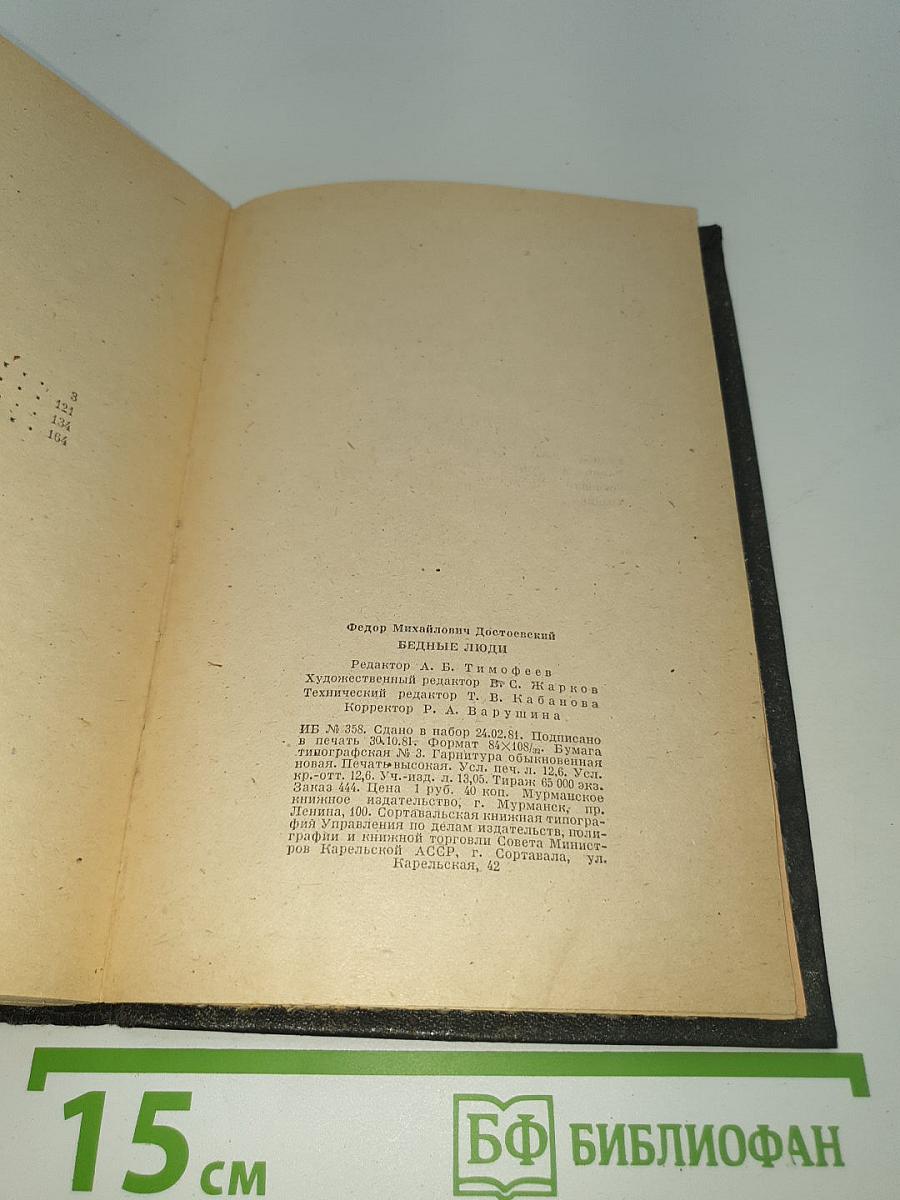 3
121
134
164
Федор Михайлович Достоевский
БЕДНЫЕ ЛЮДИ
Редактор А. Б. Тимофеев
Художественный редактор В. С. Жарков
Технический редактор Т. В. Кабанова
Корректор Р. А. Варушина
ИБ № 358. Сдано в набор 24.02.81. Подписано
в печать 30.10.81. Формат 84×108/32. Бумага
типографская № 3. Гарнитура обыкновенная
новая. Печать высокая. Усл. печ. л. 12,6. Усл.
кр.-отт. 12,6. Уч.-изд. л. 13,05. Тираж 65 000 экз.
Заказ 444. Цена 1 руб. 40 коп. Мурманское
книжное издательство, г. Мурманск, пр.
Ленина, 100. Сортавальская книжная типогра-
фия Управления по делам издательств, поли-
графии и книжной торговли Совета Министр-
ров Карельской АССР, г. Сортавала, ул.
Карельская, 42
15 см
БФ БИБЛИОФАН